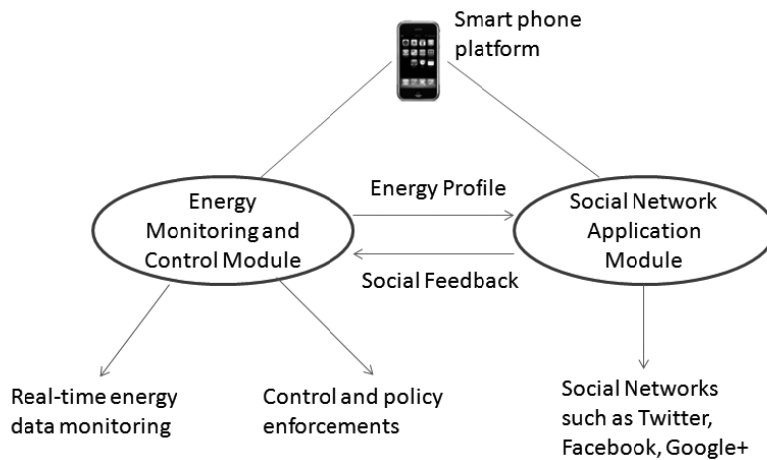 Smart phone
platform
Energy
Monitoring and
Control Module
Energy Profile
Social Feedback
Social Network
Application
Module
Real-time energy
data monitoring
Control and policy
enforcements
Social Networks
such as Twitter,
Facebook, Google+